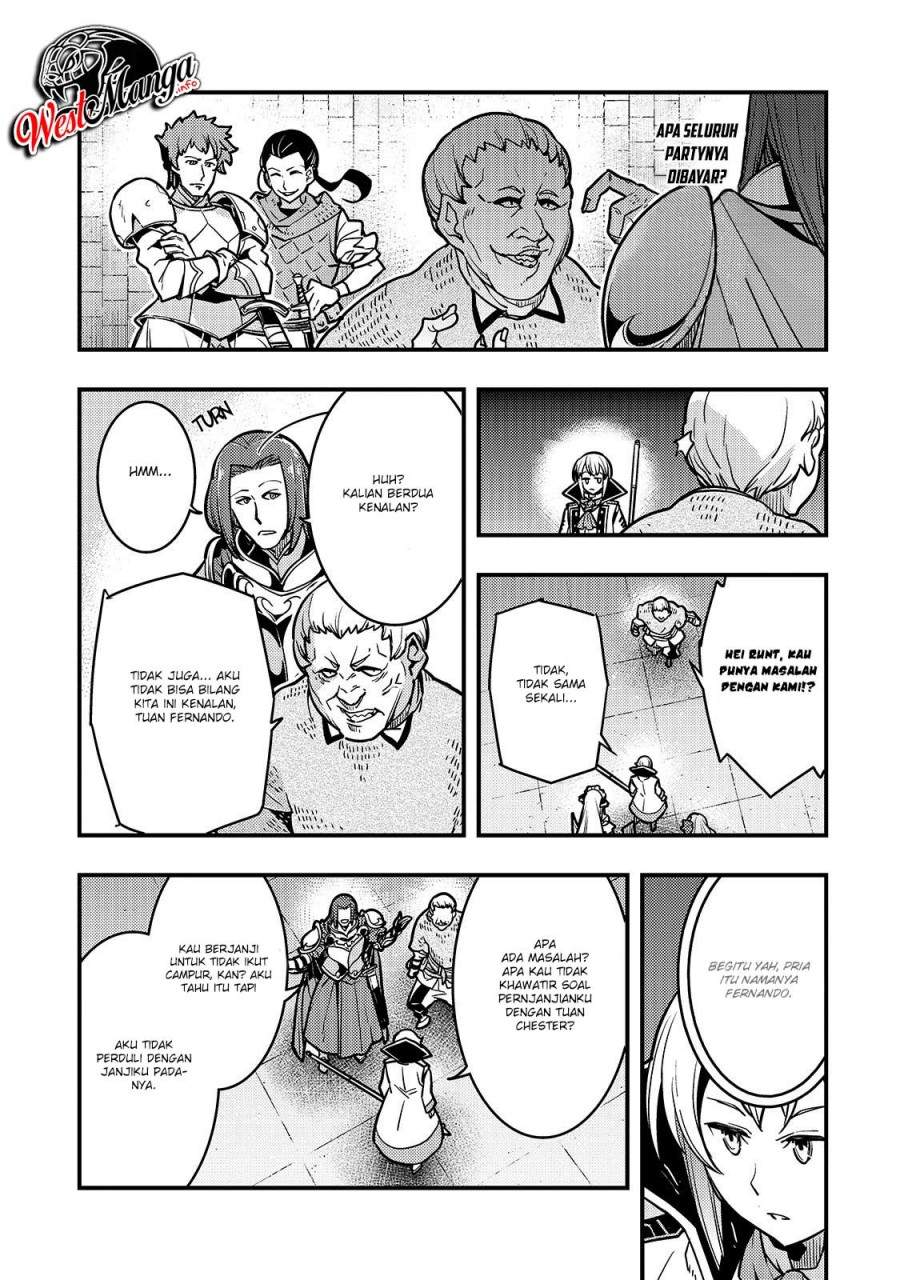 WestManga
.info
APA SELURUH
PARTYNYA
DIBAYAR?
HUH?
KALIAN BERDUA
KENALAN?
TURN
HMM...
TIDAK JUGA... AKU
TIDAK BISA BILANG
KITA INI KENALAN,
TUAN FERNANDO.
HEI RUNT, KAU
PUNYA MASALAH
DENGAN KAMI!?
TIDAK,
TIDAK SAMA
SEKALI...
BEGITU YAH, PRIA
ITU NAMANYA
FERNANDO.
APA
ADA MASALAH?
APA KAU TIDAK
KHAWATIR SOAL
PERNJANJIANKU
DENGAN TUAN
CHESTER?
KAU BERJANJI
UNTUK TIDAK IKUT
CAMPUR, KAN? AKU
TAHU ITU TAPI
AKU TIDAK
PERDULI DENGAN
JANJIKU PADA-
NYA.